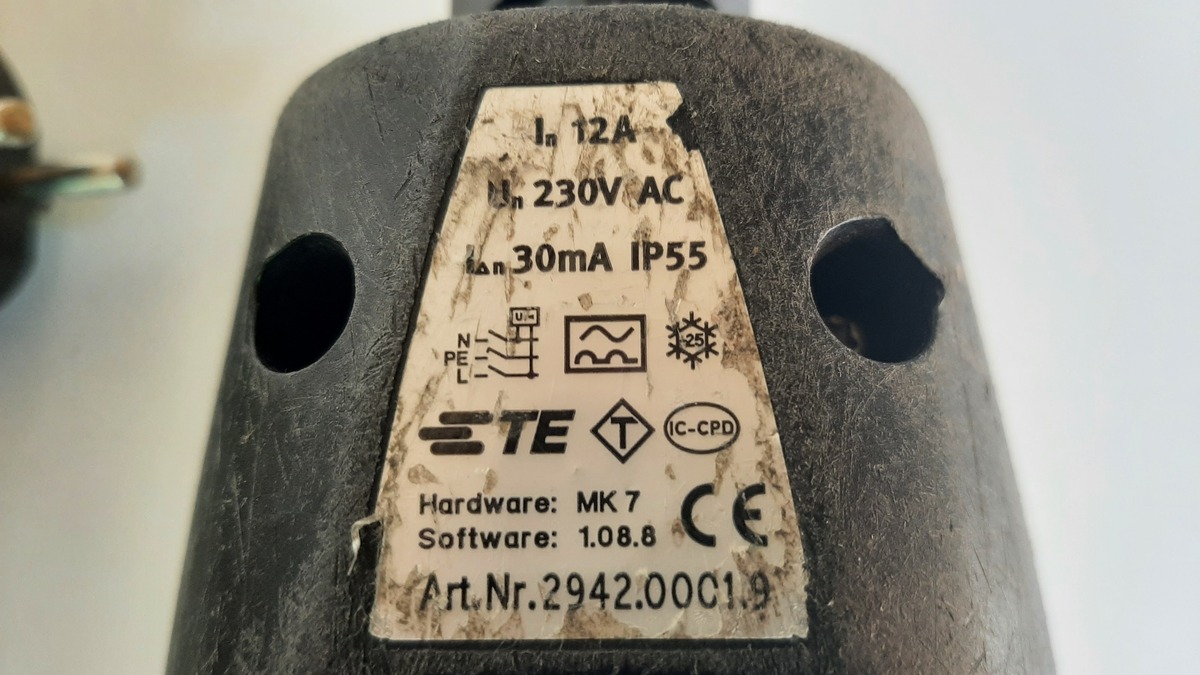 In 12A
Un 230V AC
I∆n 30mA IP55
U<
N
PE
L
-25
TE
T
IC-CPD
Hardware: MK 7
CE
Software: 1.08.8
Art.Nr.2942.0001.9